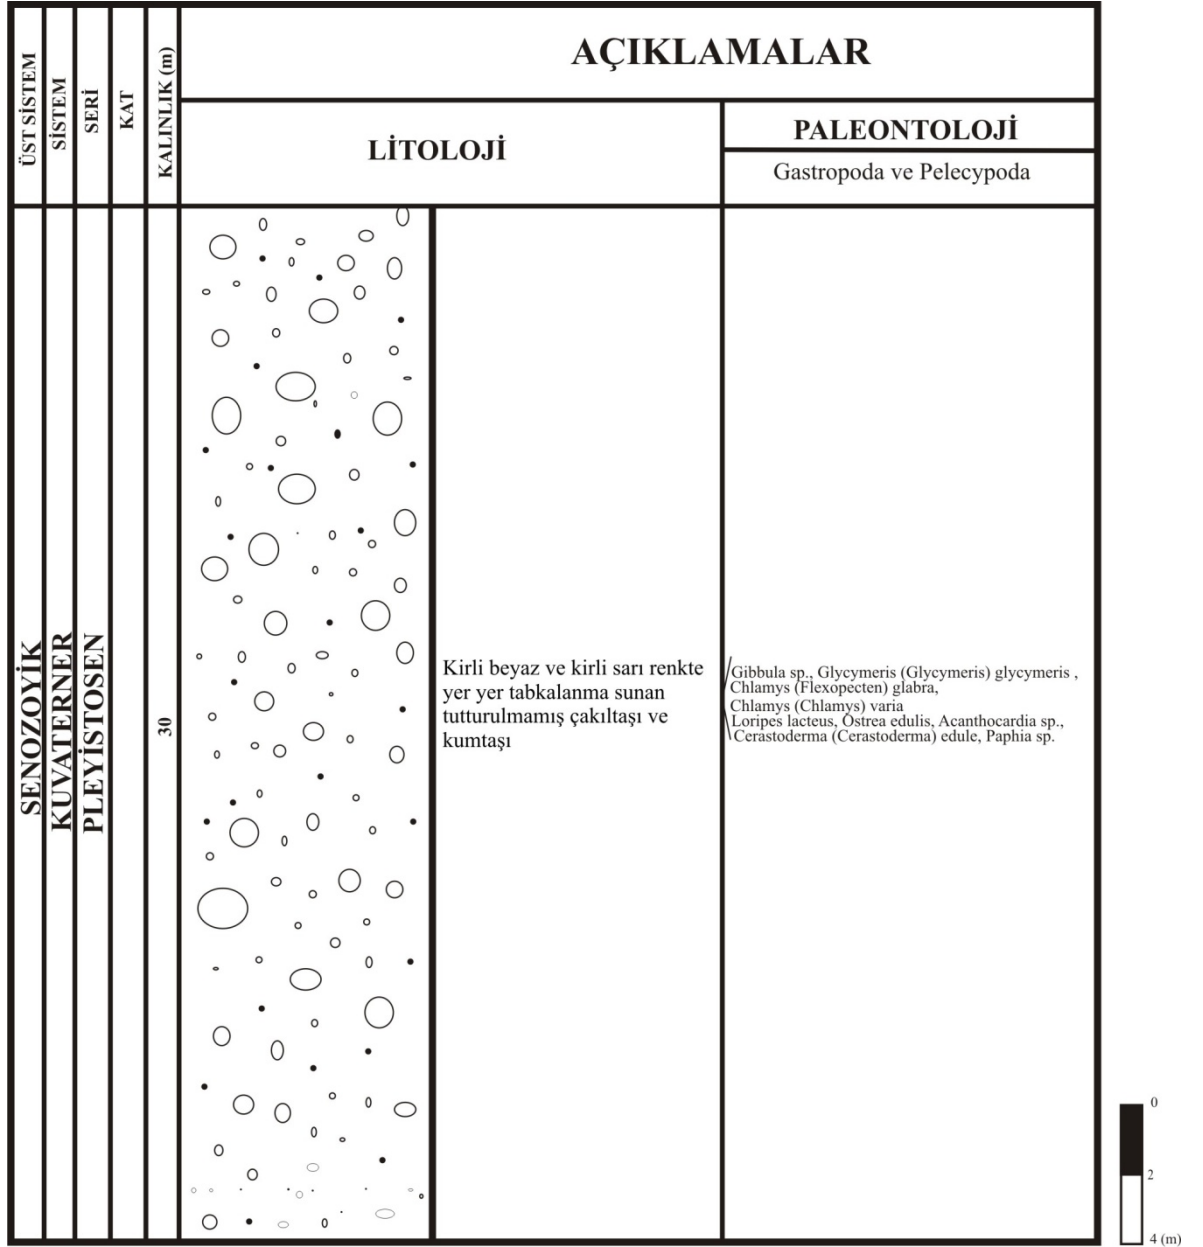 AÇIKLAMALAR
ÜST SİSTEM
SİSTEM
SERİ
KAT
KALINLIK (m)
LİTOLOJİ
PALEONTOLOJİ
Gastropoda ve Pelecypoda
SENOZOYİK
KUVATERNER
PLEYİSTOSEN
30
Kirli beyaz ve kirli sarı renkte
yer yer tabkalanma sunan
tutturulmamış çakıltaşı ve
kumtaşı
Gibbula sp., Glycymeris (Glycymeris) glycymeris ,
Chlamys (Flexopecten) glabra,
Chlamys (Chlamys) varia
Loripes lacteus, Ostrea edulis, Acanthocardia sp.,
Cerastoderma (Cerastoderma) edule, Paphia sp.
0
2
4 (m)